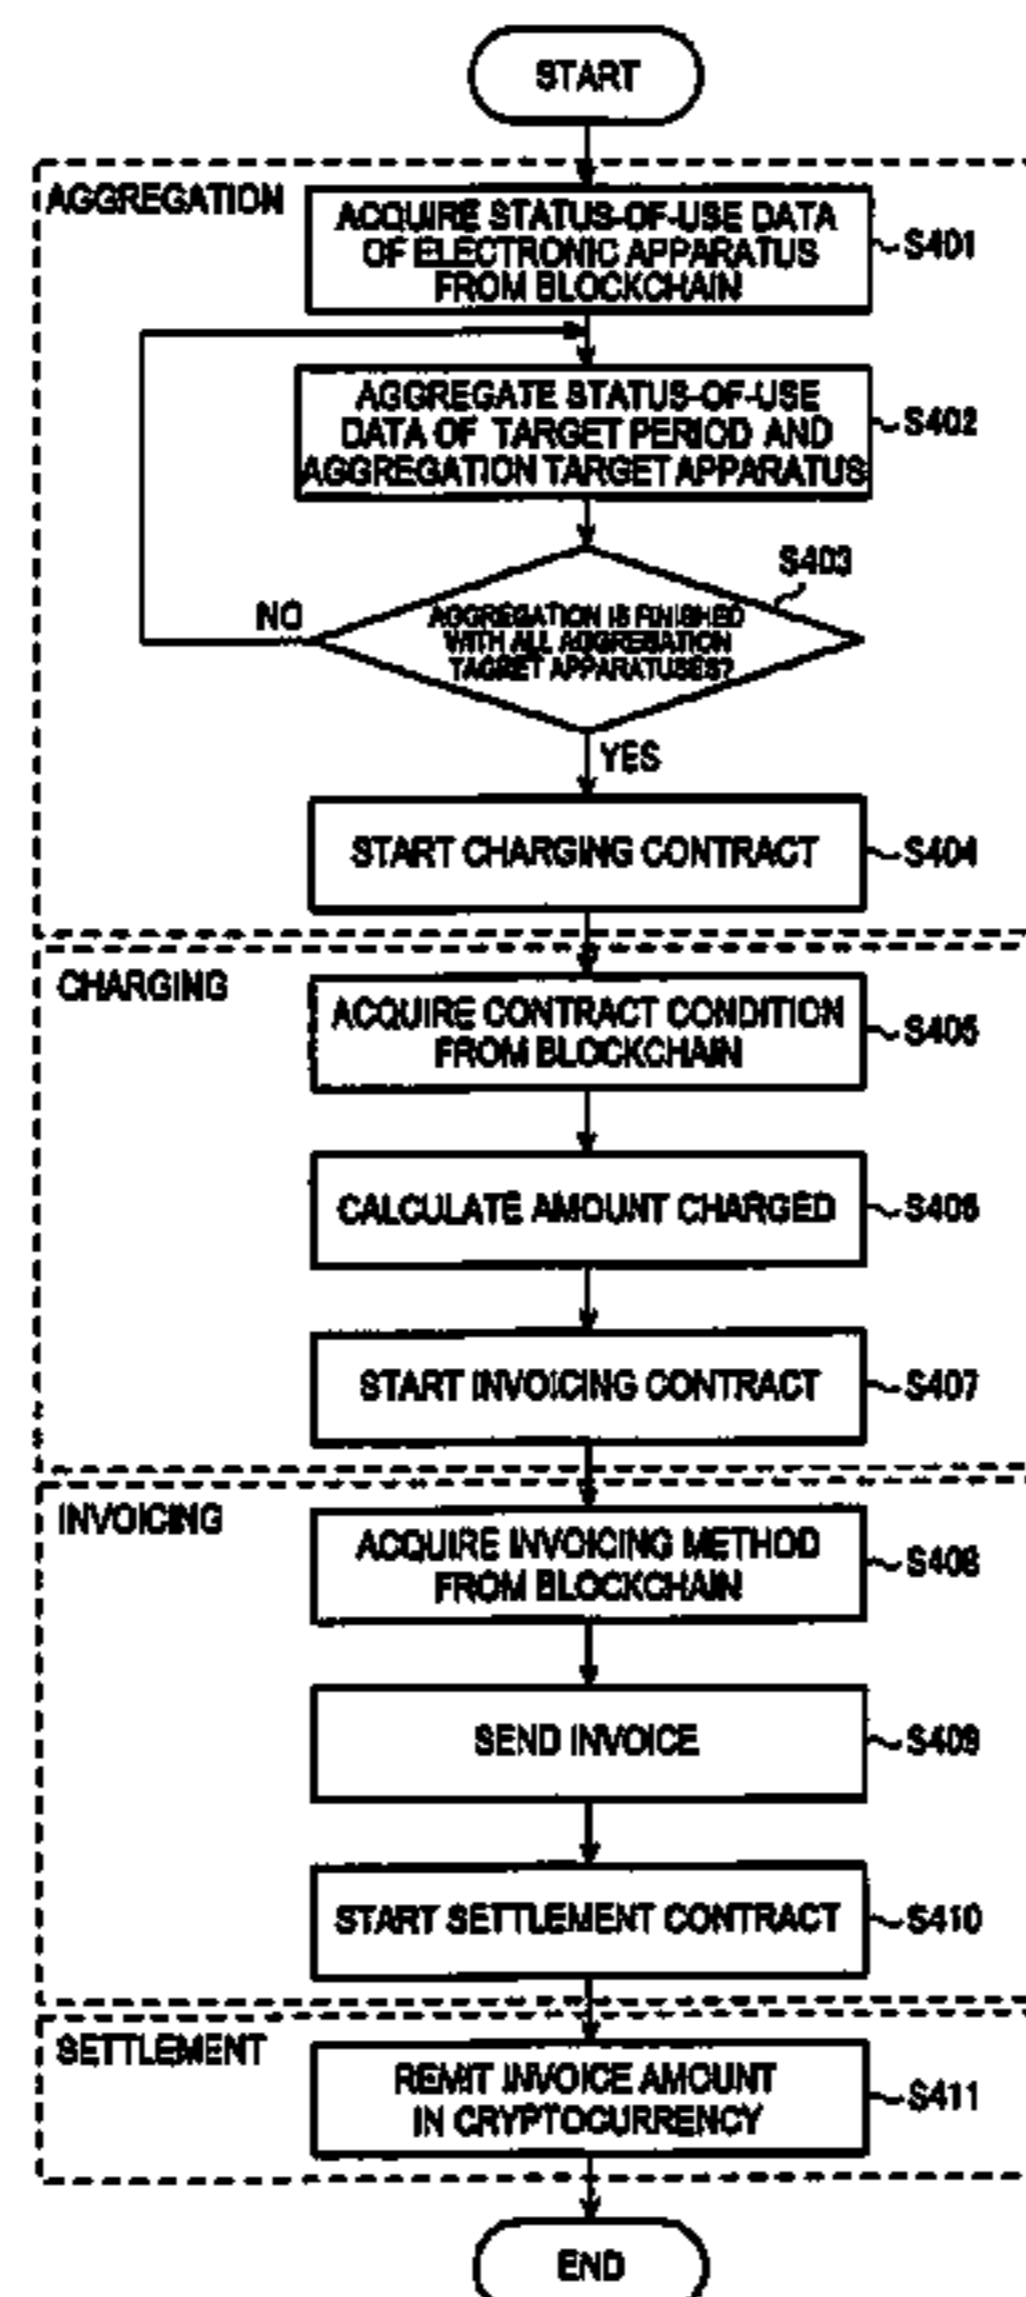 START
AGGREGATION
ACQUIRE STATUS-OF-USE DATA
OF ELECTRONIC APPARATUS
FROM BLOCKCHAIN
S401
AGGREGATE STATUS-OF-USE
DATA OF TARGET PERIOD AND
AGGREGATION TARGET APPARATUS
S402
S403
NO
AGGREGATION IS FINISHED
WITH ALL AGGREGATION
TAGRET APPARATUSES?
YES
START CHARGING CONTRACT
S404
CHARGING
ACQUIRE CONTRACT CONDITION
FROM BLOCKCHAIN
S405
CALCULATE AMOUNT CHARGED
S406
START INVOICING CONTRACT
S407
INVOICING
ACQUIRE INVOICING METHOD
FROM BLOCKCHAIN
S408
SEND INVOICE
S409
START SETTLEMENT CONTRACT
S410
SETTLEMENT
REMIT INVOICE AMOUNT
IN CRYPTOCURRENCY
S411
END